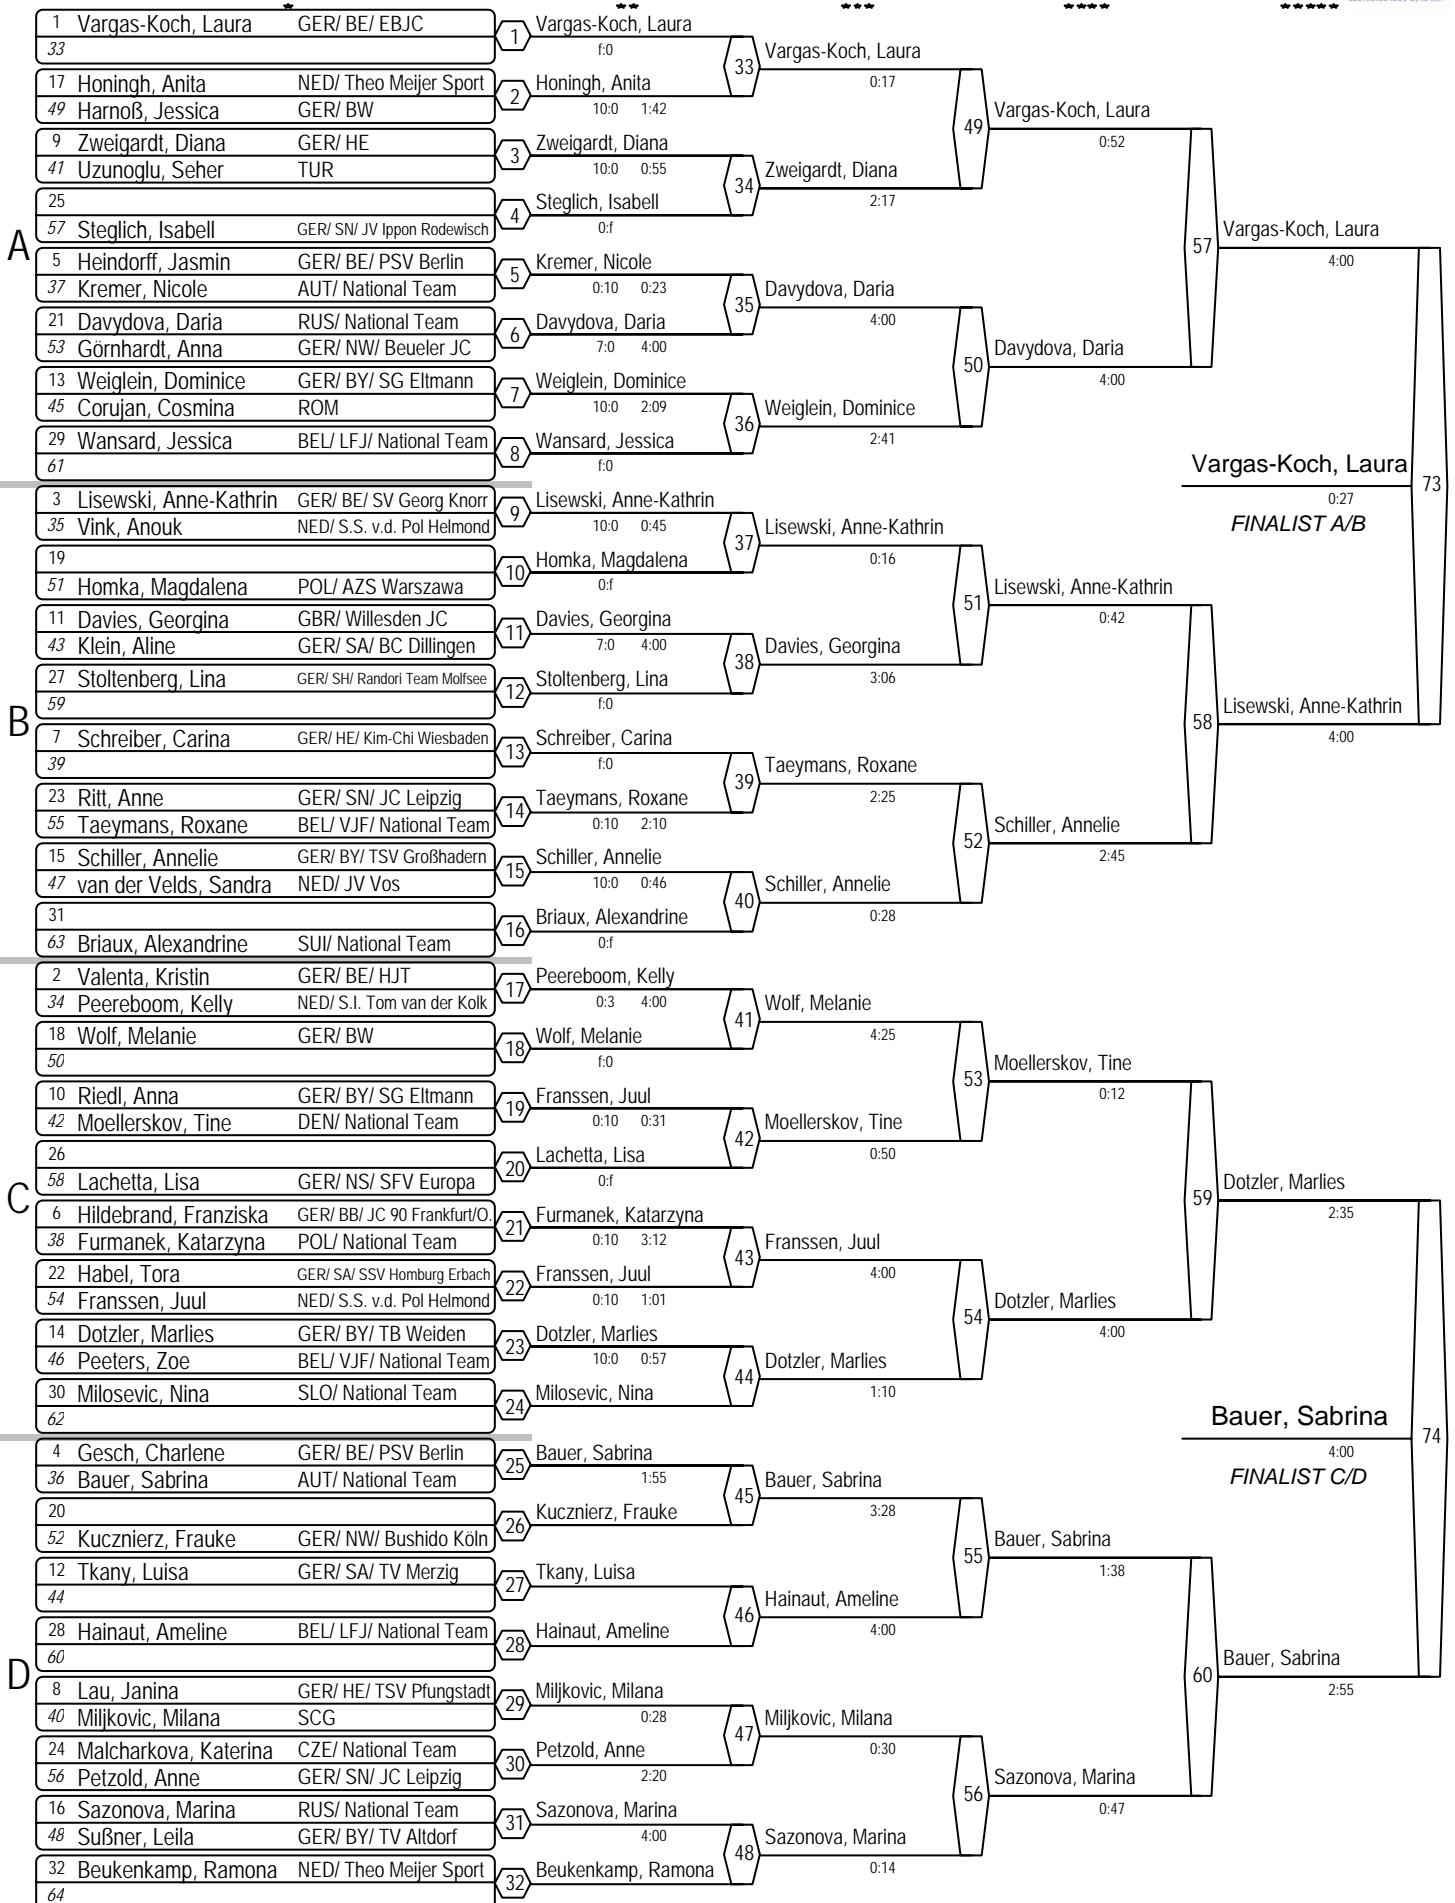 * ** *** **** *****
1 Vargas-Koch, Laura GER/ BE/ EBJC
33
17 Honingh, Anita NED/ Theo Meijer Sport
49 Harnoß, Jessica GER/ BW
9 Zweigardt, Diana GER/ HE
41 Uzunoglu, Seher TUR
25
57 Steglich, Isabell GER/ SN/ JV Ippon Rodewisch
A
5 Heindorff, Jasmin GER/ BE/ PSV Berlin
37 Kremer, Nicole AUT/ National Team
21 Davydova, Daria RUS/ National Team
53 Görnhardt, Anna GER/ NW/ Beueler JC
13 Weiglein, Dominice GER/ BY/ SG Eltmann
45 Corujan, Cosmina ROM
29 Wansard, Jessica BEL/ LFJ/ National Team
61
3 Lisewski, Anne-Kathrin GER/ BE/ SV Georg Knorr
35 Vink, Anouk NED/ S.S. v.d. Pol Helmond
19
51 Homka, Magdalena POL/ AZS Warszawa
11 Davies, Georgina GBR/ Willesden JC
43 Klein, Aline GER/ SA/ BC Dillingen
27 Stoltenberg, Lina GER/ SH/ Randori Team Molfsee
59
B
7 Schreiber, Carina GER/ HE/ Kim-Chi Wiesbaden
39
23 Ritt, Anne GER/ SN/ JC Leipzig
55 Taeymans, Roxane BEL/ VJF/ National Team
15 Schiller, Annelie GER/ BY/ TSV Großhadern
47 van der Velds, Sandra NED/ JV Vos
31
63 Briaux, Alexandrine SUI/ National Team
2 Valenta, Kristin GER/ BE/ HJT
34 Peereboom, Kelly NED/ S.I. Tom van der Kolk
18 Wolf, Melanie GER/ BW
50
10 Riedl, Anna GER/ BY/ SG Eltmann
42 Moellerskov, Tine DEN/ National Team
26
58 Lachetta, Lisa GER/ NS/ SFV Europa
C
6 Hildebrand, Franziska GER/ BB/ JC 90 Frankfurt/O.
38 Furmanek, Katarzyna POL/ National Team
22 Habel, Tora GER/ SA/ SSV Homburg Erbach
54 Franssen, Juul NED/ S.S. v.d. Pol Helmond
14 Dotzler, Marlies GER/ BY/ TB Weiden
46 Peeters, Zoe BEL/ VJF/ National Team
30 Milosevic, Nina SLO/ National Team
62
4 Gesch, Charlene GER/ BE/ PSV Berlin
36 Bauer, Sabrina AUT/ National Team
20
52 Kucznierz, Frauke GER/ NW/ Bushido Köln
12 Tkany, Luisa GER/ SA/ TV Merzig
44
28 Hainaut, Ameline BEL/ LFJ/ National Team
60
D
8 Lau, Janina GER/ HE/ TSV Pfungstadt
40 Miljkovic, Milana SCG
24 Malcharkova, Katerina CZE/ National Team
56 Petzold, Anne GER/ SN/ JC Leipzig
16 Sazonova, Marina RUS/ National Team
48 Sußner, Leila GER/ BY/ TV Altdorf
32 Beukenkamp, Ramona NED/ Theo Meijer Sport
64
1 Vargas-Koch, Laura
f:0
2 Honingh, Anita
10:0 1:42
3 Zweigardt, Diana
10:0 0:55
4 Steglich, Isabell
0:f
5 Kremer, Nicole
0:10 0:23
6 Davydova, Daria
7:0 4:00
7 Weiglein, Dominice
10:0 2:09
8 Wansard, Jessica
f:0
9 Lisewski, Anne-Kathrin
10:0 0:45
10 Homka, Magdalena
0:f
11 Davies, Georgina
7:0 4:00
12 Stoltenberg, Lina
f:0
13 Schreiber, Carina
f:0
14 Taeymans, Roxane
0:10 2:10
15 Schiller, Annelie
10:0 0:46
16 Briaux, Alexandrine
0:f
17 Peereboom, Kelly
0:3 4:00
18 Wolf, Melanie
f:0
19 Franssen, Juul
0:10 0:31
20 Lachetta, Lisa
0:f
21 Furmanek, Katarzyna
0:10 3:12
22 Franssen, Juul
0:10 1:01
23 Dotzler, Marlies
10:0 0:57
24 Milosevic, Nina
25 Bauer, Sabrina
1:55
26 Kucznierz, Frauke
27 Tkany, Luisa
28 Hainaut, Ameline
29 Miljkovic, Milana
0:28
30 Petzold, Anne
2:20
31 Sazonova, Marina
4:00
32 Beukenkamp, Ramona
33 Vargas-Koch, Laura
0:17
34 Zweigardt, Diana
2:17
35 Davydova, Daria
4:00
36 Weiglein, Dominice
2:41
37 Lisewski, Anne-Kathrin
0:16
38 Davies, Georgina
3:06
39 Taeymans, Roxane
2:25
40 Schiller, Annelie
0:28
41 Wolf, Melanie
4:25
42 Moellerskov, Tine
0:50
43 Franssen, Juul
4:00
44 Dotzler, Marlies
1:10
45 Bauer, Sabrina
3:28
46 Hainaut, Ameline
4:00
47 Miljkovic, Milana
0:30
48 Sazonova, Marina
0:14
49 Vargas-Koch, Laura
0:52
50 Davydova, Daria
4:00
51 Lisewski, Anne-Kathrin
0:42
52 Schiller, Annelie
2:45
53 Moellerskov, Tine
0:12
54 Dotzler, Marlies
4:00
55 Bauer, Sabrina
1:38
56 Sazonova, Marina
0:47
57 Vargas-Koch, Laura
4:00
58 Lisewski, Anne-Kathrin
4:00
59 Dotzler, Marlies
2:35
60 Bauer, Sabrina
2:55
Vargas-Koch, Laura 73
0:27
FINALIST A/B
Bauer, Sabrina 74
4:00
FINALIST C/D